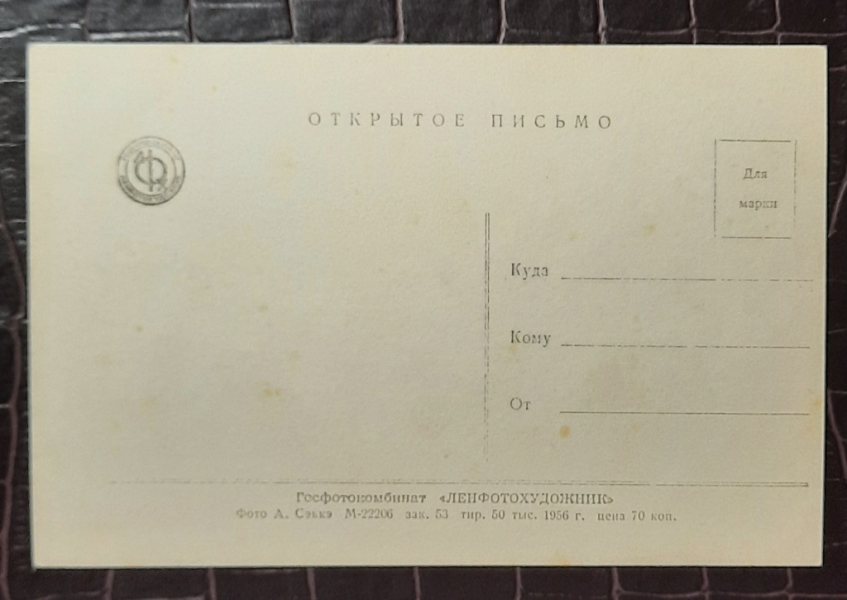 ОТКРЫТОЕ ПИСЬМО
Для
марки
Куда
Кому
От
Госфотокомбинат «ЛЕНФОТОХУДОЖНИК»
Фото А. Сэккэ М-22206 зак. 53 тир. 50 тыс. 1956 г. цена 70 коп.